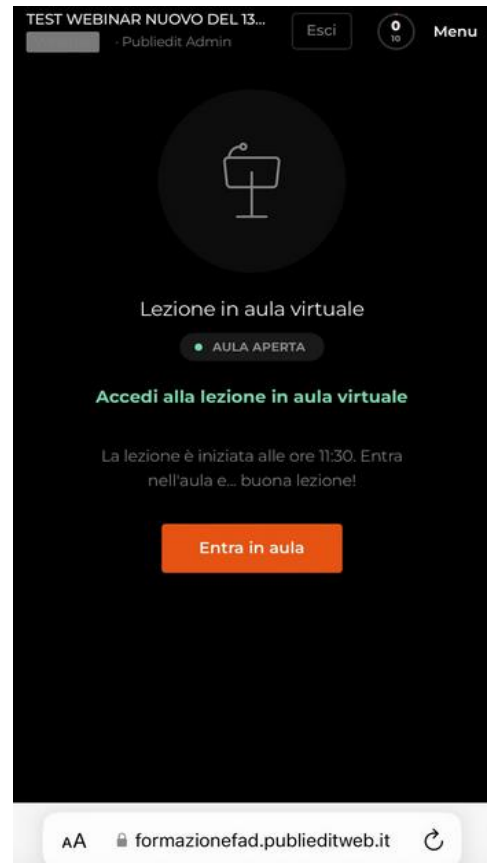 TEST WEBINAR NUOVO DEL 13...
· Publiedit Admin
Esci
0
10
Menu
Lezione in aula virtuale
AULA APERTA
Accedi alla lezione in aula virtuale
La lezione è iniziata alle ore 11:30. Entra
nell'aula e... buona lezione!
Entra in aula
AA
formazionefad.publieditweb.it